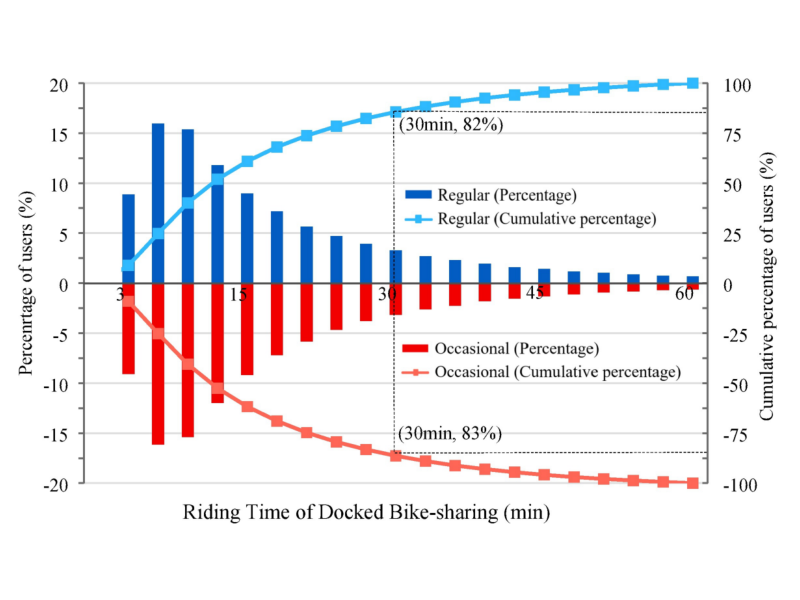 20
15
10
5
0
-5
-10
-15
-20
Percenrtage of users (%)
100
75
50
25
0
-25
-50
-75
-100
Cumulative percentage of users (%)
(30min, 82%)
Regular (Percentage)
Regular (Cumulative percentage)
3 15 30 45 60
Occasional (Percentage)
Occasional (Cumulative percentage)
(30min, 83%)
Riding Time of Docked Bike-sharing (min)